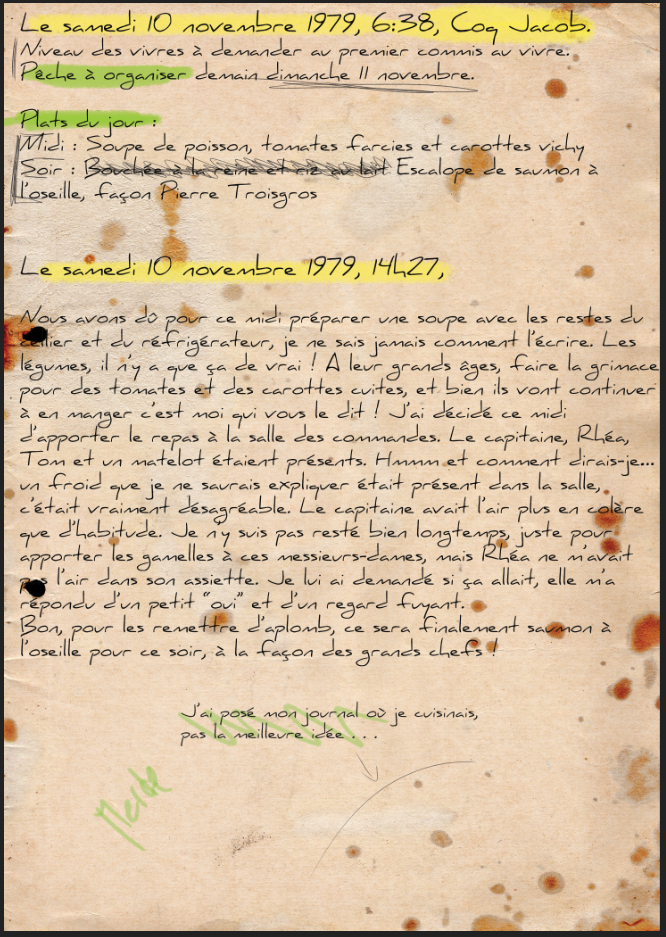 Le samedi 10 novembre 1979, 6:38, Coq Jacob.
Niveau des vivres à demander au premier commis au vivre.
Pêche à organiser demain dimanche 11 novembre.
Plats du jour :
Midi : Soupe de poisson, tomates farcies et carottes vichy
Soir : Bouchée à la reine et riz au lait Escalope de saumon à
l'oseille, façon Pierre Troisgros
Le samedi 10 novembre 1979, 14h27,
Nous avons dû pour ce midi préparer une soupe avec les restes du
cellier et du réfrigérateur, je ne sais jamais comment l'écrire. Les
légumes, il n'y a que ça de vrai ! A leur grands âges, faire la grimace
pour des tomates et des carottes cuites, et bien ils vont continuer
à en manger c'est moi qui vous le dit ! J'ai décidé ce midi
d'apporter le repas à la salle des commandes. Le capitaine, Rhéa,
Tom et un matelot étaient présents. Hmmm et comment dirais-je...
un froid que je ne saurais expliquer était présent dans la salle,
c'était vraiment désagréable. Le capitaine avait l'air plus en colère
que d'habitude. Je n'y suis pas resté bien longtemps, juste pour
apporter les gamelles à ces messieurs-dames, mais Rhéa ne m'avait
pas l'air dans son assiette. Je lui ai demandé si ça allait, elle m'a
répondu d'un petit "oui" et d'un regard fuyant.
Bon, pour les remettre d'aplomb, ce sera finalement saumon à
l'oseille pour ce soir, à la façon des grands chefs !
J'ai posé mon journal où je cuisinais,
pas la meilleure idée . . .
Merde